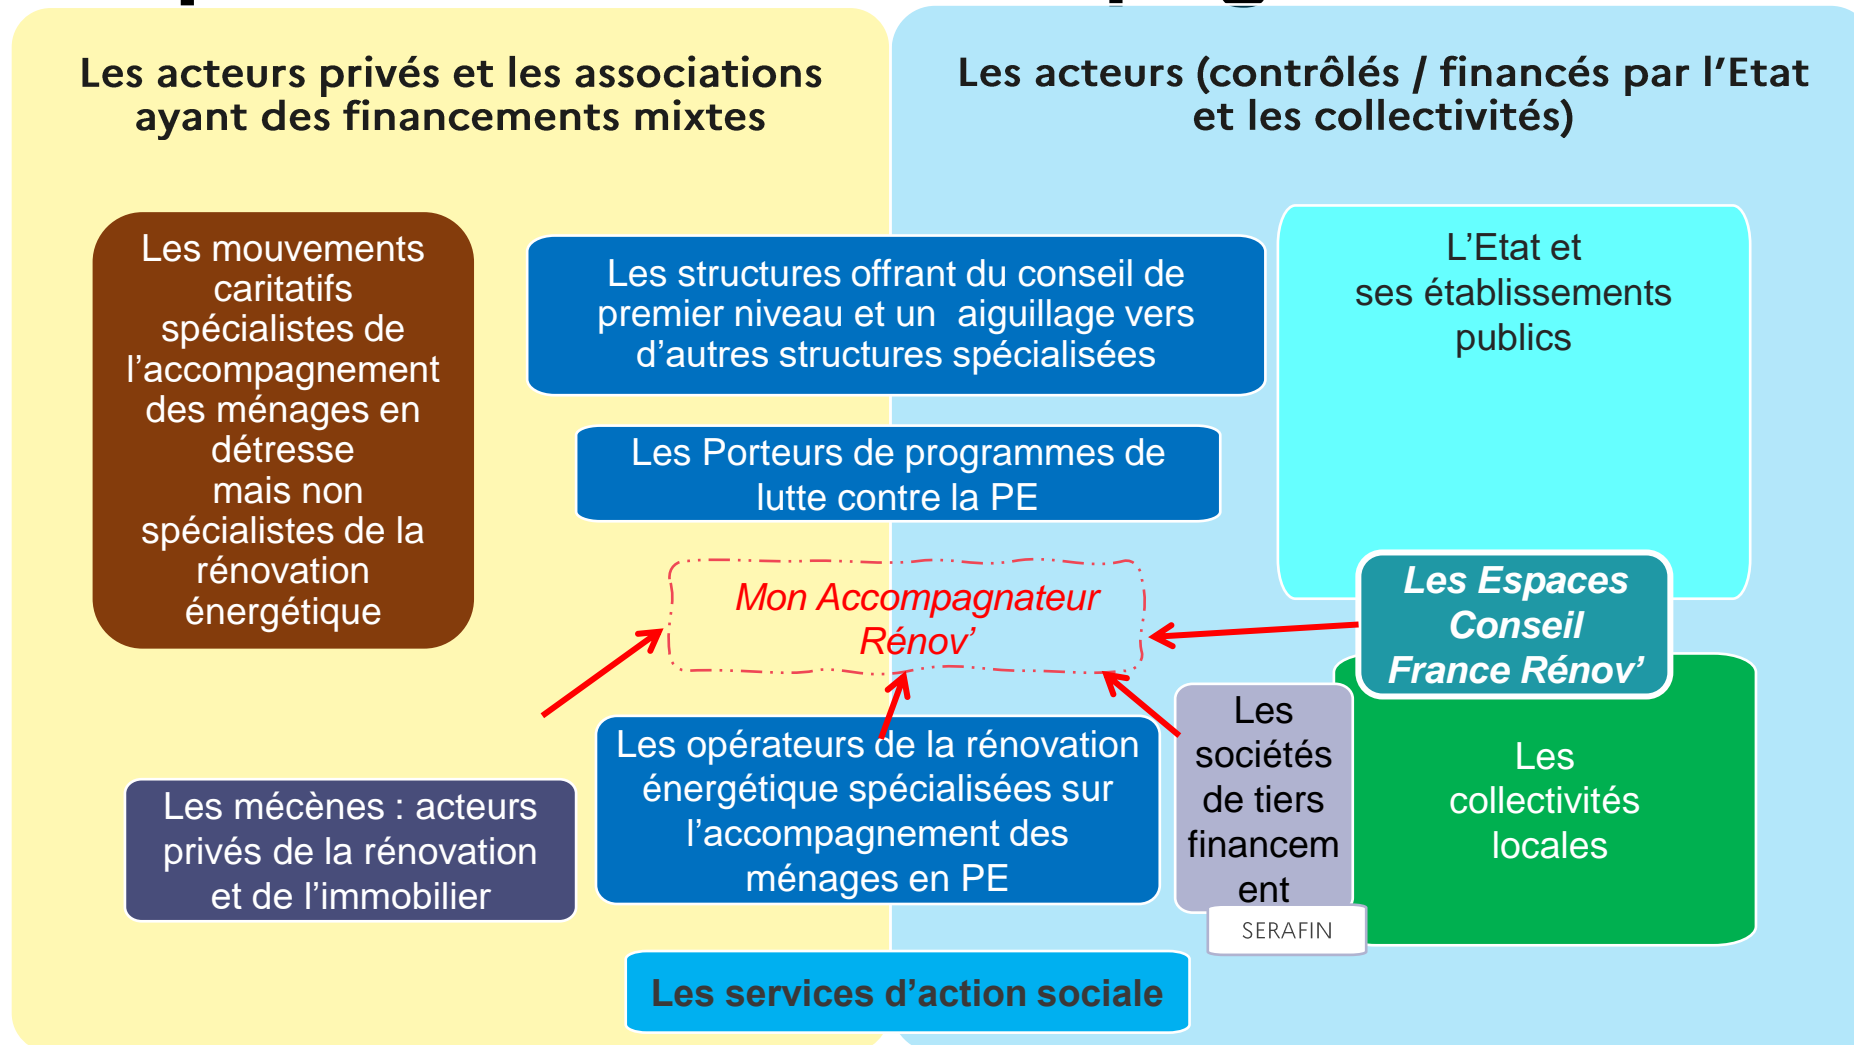 Les acteurs privés et les associations
ayant des financements mixtes
Les acteurs (contrôlés / financés par l'Etat
et les collectivités)
Les mouvements
caritatifs
spécialistes de
l'accompagnement
des ménages en
détresse
mais non
spécialistes de la
rénovation
énergétique
Les structures offrant du conseil de
premier niveau et un  aiguillage vers
d'autres structures spécialisées
L'Etat et
ses établissements
publics
Les Porteurs de programmes de
lutte contre la PE
Mon Accompagnateur
Rénov'
Les Espaces
Conseil
France Rénov'
Les mécènes : acteurs
privés de la rénovation
et de l'immobilier
Les opérateurs de la rénovation
énergétique spécialisées sur
l'accompagnement des
ménages en PE
Les
sociétés
de tiers
financem
ent
SERAFIN
Les
collectivités
locales
Les services d'action sociale